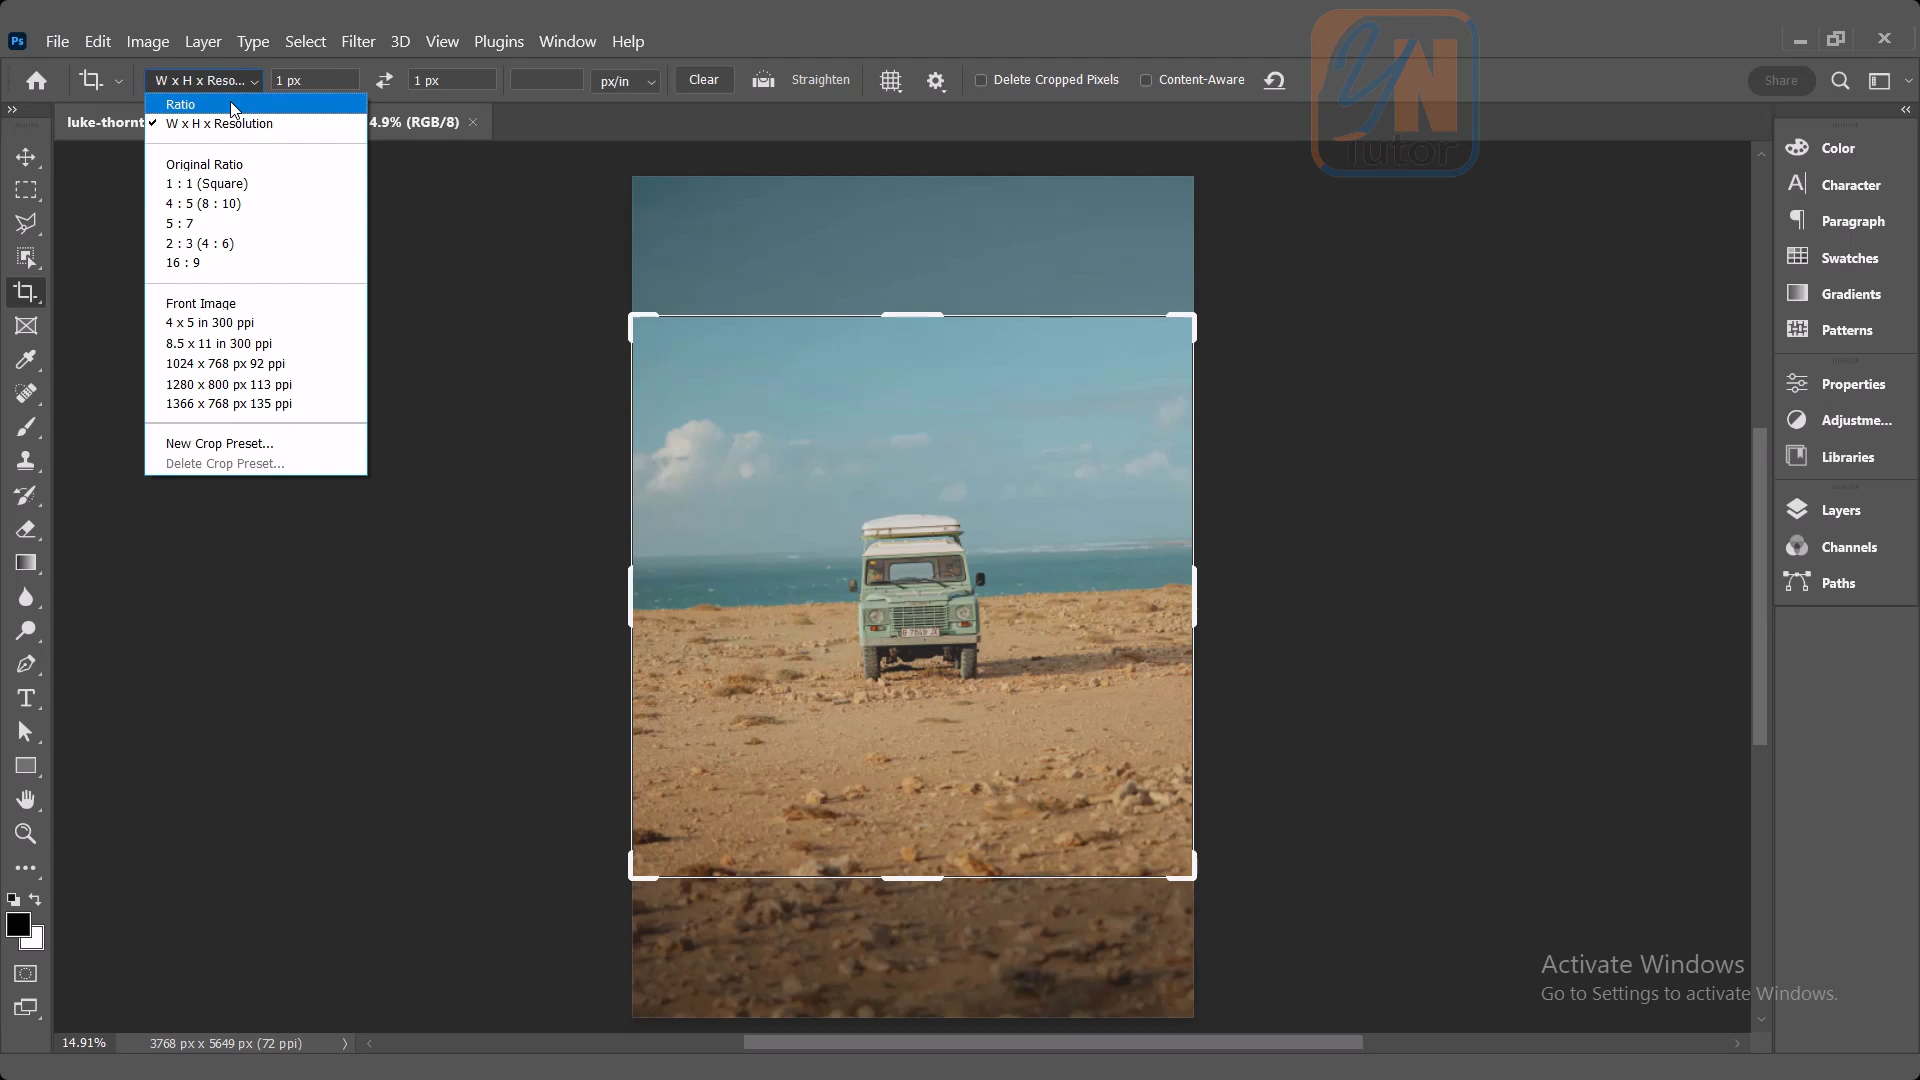 Ps File Edit Image Layer Type Select Filter 3D View Plugins Window Help
W x H x Reso... 1 px 1 px px/in Clear Straighten Delete Cropped Pixels Content-Aware Share
luke-thornt 4.9% (RGB/8)
Ratio
W x H x Resolution
Original Ratio
1 : 1 (Square)
4 : 5 (8 : 10)
5 : 7
2 : 3 (4 : 6)
16 : 9
Front Image
4 x 5 in 300 ppi
8.5 x 11 in 300 ppi
1024 x 768 px 92 ppi
1280 x 800 px 113 ppi
1366 x 768 px 135 ppi
New Crop Preset...
Delete Crop Preset...
YN
Tutor
Color
Character
Paragraph
Swatches
Gradients
Patterns
Properties
Adjustme...
Libraries
Layers
Channels
Paths
Activate Windows
Go to Settings to activate Windows.
14.91% 3768 px x 5649 px (72 ppi)